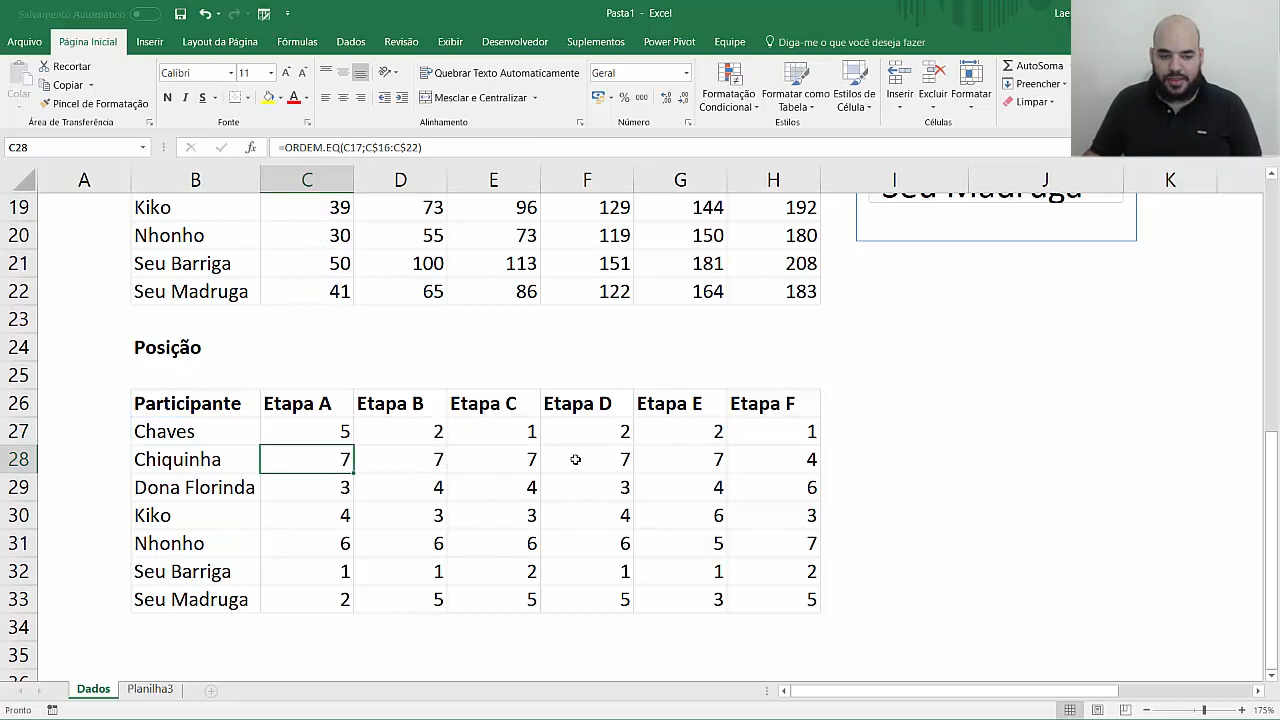 Salvamento Automático
Pasta1 - Excel
Lae
Arquivo Página Inicial Inserir Layout da Página Fórmulas Dados Revisão Exibir Desenvolvedor Suplementos Power Pivot Equipe Diga-me o que você deseja fazer
Colar
Recortar
Copiar
Pincel de Formatação
Área de Transferência
Calibri 11
N I S
Fonte
Quebrar Texto Automaticamente
Mesclar e Centralizar
Alinhamento
Geral
% 000
Número
Formatação Condicional
Formatar como Tabela
Estilos de Célula
Estilos
Inserir
Excluir
Formatar
Células
AutoSoma
Preencher
Limpar
C28 fx =ORDEM.EQ(C17;C$16:C$22)
A B C D E F G H I J K
Seu Madruga
19 Kiko 39 73 96 129 144 192
20 Nhonho 30 55 73 119 150 180
21 Seu Barriga 50 100 113 151 181 208
22 Seu Madruga 41 65 86 122 164 183
23
24 Posição
25
26 Participante Etapa A Etapa B Etapa C Etapa D Etapa E Etapa F
27 Chaves 5 2 1 2 2 1
28 Chiquinha 7 7 7 7 7 4
29 Dona Florinda 3 4 4 3 4 6
30 Kiko 4 3 3 4 6 3
31 Nhonho 6 6 6 6 5 7
32 Seu Barriga 1 1 2 1 1 2
33 Seu Madruga 2 5 5 5 3 5
34
35
Dados Planilha3
Pronto
175%